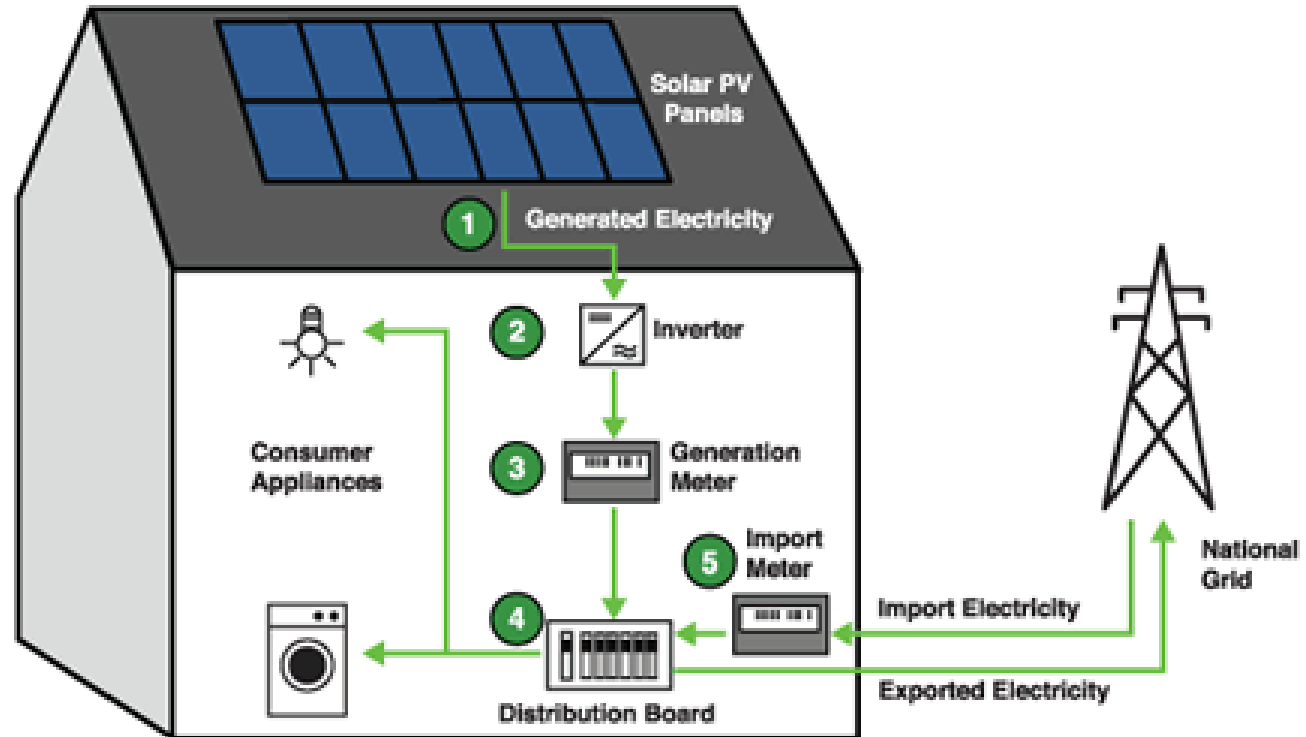 Solar PV
Panels
1
Generated Electricity
2
Inverter
Consumer
Appliances
3
Generation
Meter
5
Import
Meter
National
Grid
4
Import Electricity
Exported Electricity
Distribution Board